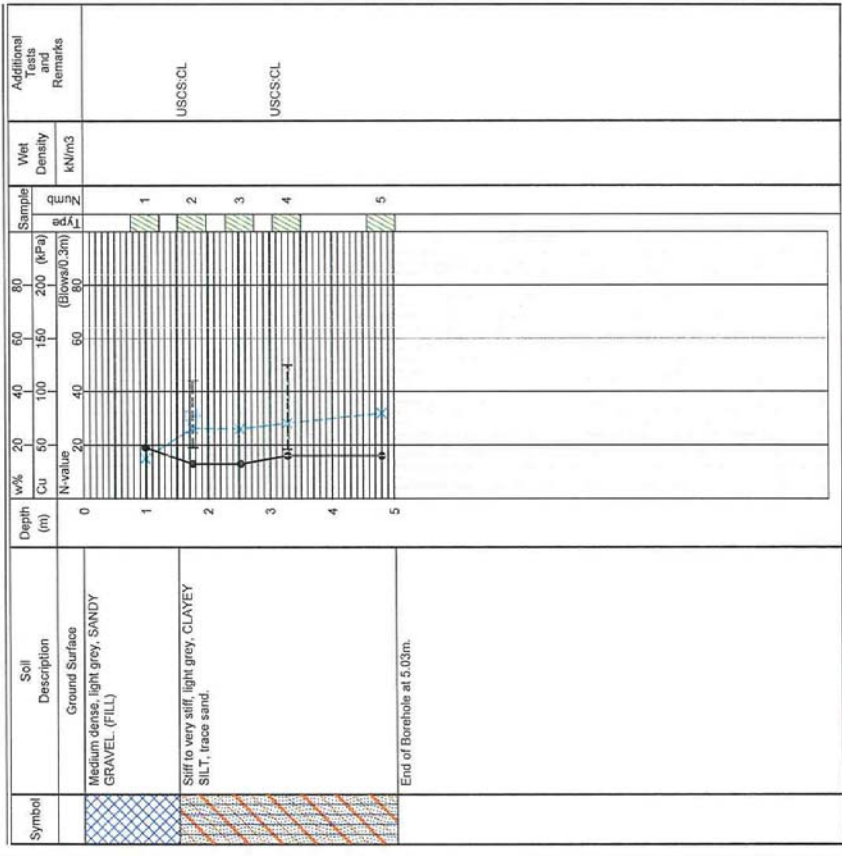 Symbol
Soil
Description
Depth
(m)
w% 20 40 60 80
Cu 50 100 150 200 (kPa)
N-value (Blows/0.3m)
20 40 60 80
Sample
Type
Numb
Wet
Density
kN/m3
Additional
Tests
and
Remarks
Ground Surface
0
Medium dense, light grey, SANDY
GRAVEL. (FILL)
1
1
Stiff to very stiff, light grey, CLAYEY
SILT, trace sand.
2
2
USCS:CL
3
3
4
USCS:CL
4
5
5
End of Borehole at 5.03m.